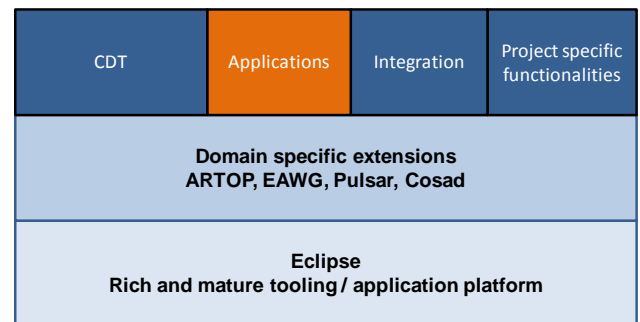 CDT
Applications
Integration
Project specific
functionalities
Domain specific extensions
ARTOP, EAWG, Pulsar, Cosad
Eclipse
Rich and mature tooling / application platform